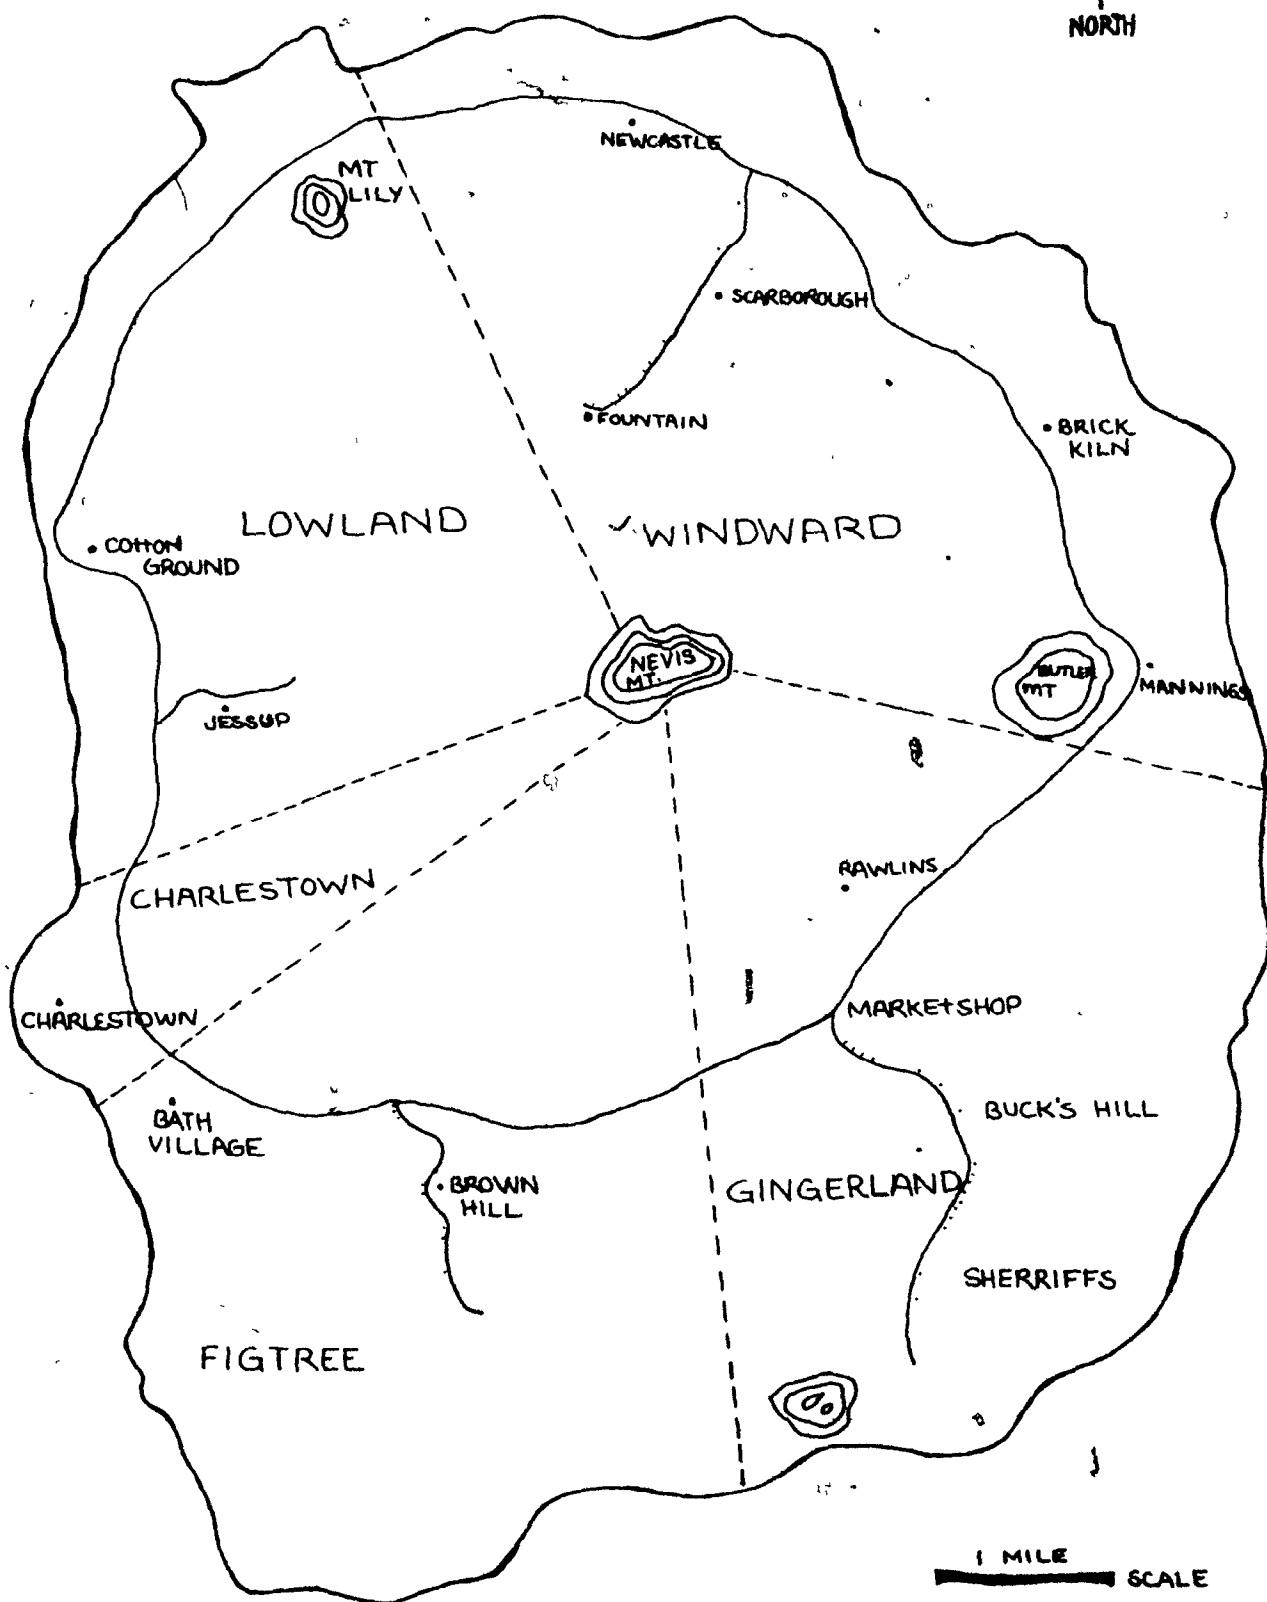 NORTH
NEWCASTLE
MT
LILY
SCARBOROUGH
FOUNTAIN
BRICK
KILN
LOWLAND
WINDWARD
COTTON
GROUND
NEVIS
MT.
BUTLER
MT
MANNINGS
JESSUP
RAWLINS
CHARLESTOWN
CHARLESTOWN
MARKETSHOP
BATH
VILLAGE
BUCK'S HILL
BROWN
HILL
GINGERLAND
SHERRIFFS
FIGTREE
1 MILE
SCALE